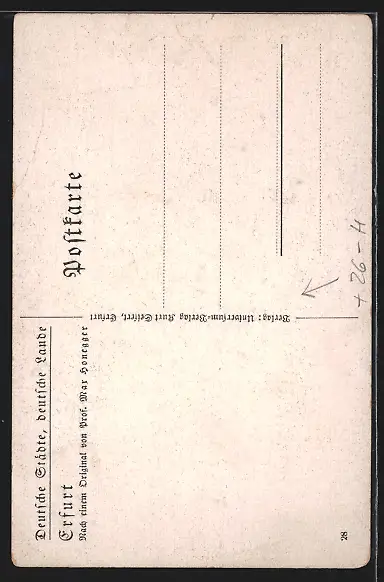 Deutsche Städte, deutsche Lande
Erfurt
Nach einem Original von Prof. Max Honegger
Postkarte
Verlag: Universum-Verlag Kurt Seifert, Erfurt
+ 26 - H
28